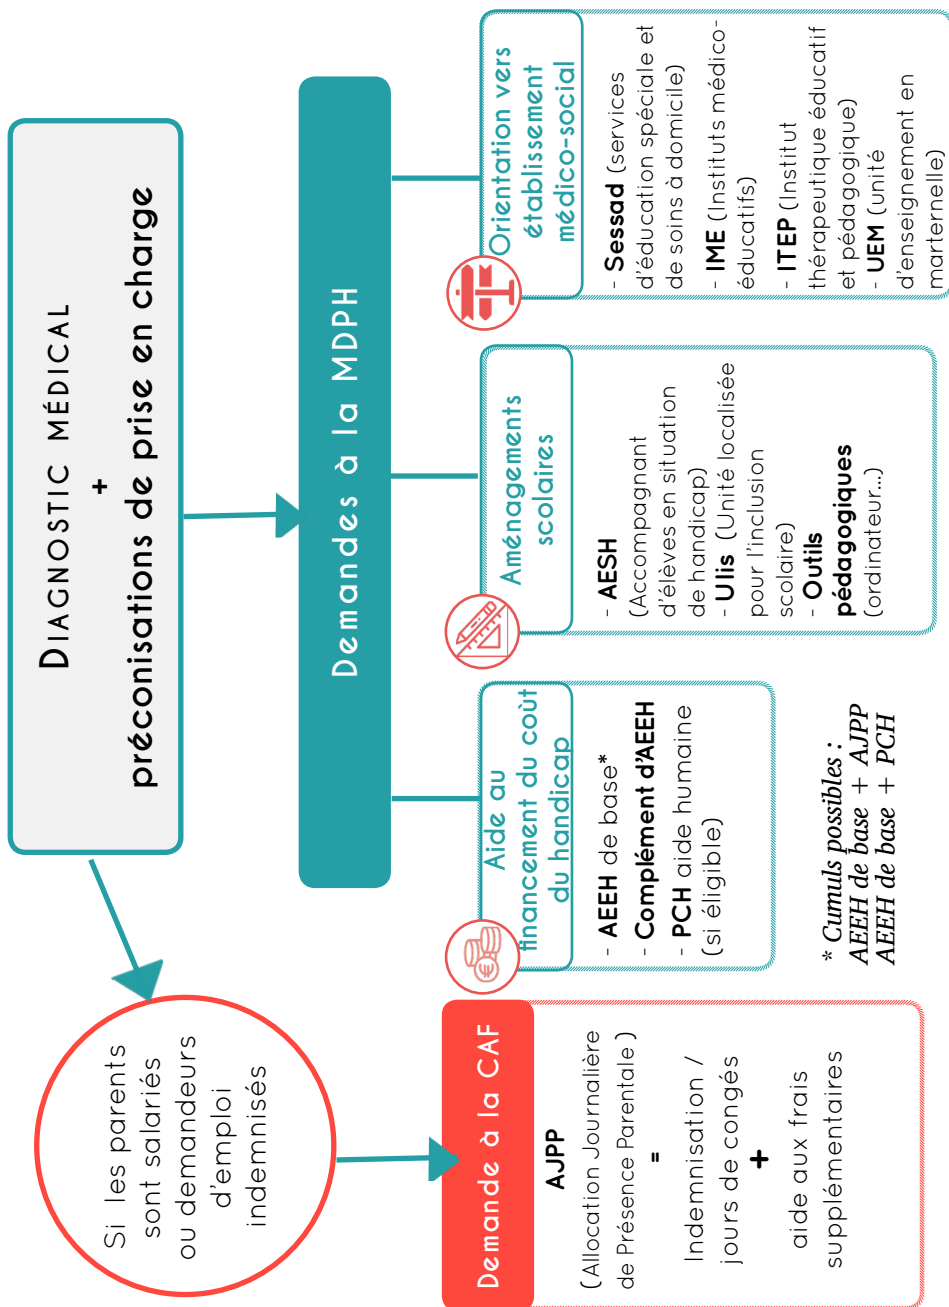 DIAGNOSTIC MÉDICAL
+
préconisations de prise en charge
Si les parents
sont salariés
ou demandeurs
d'emploi
indemnisés
Demande à la CAF
AJPP
(Allocation Journalière
de Présence Parentale)
=
Indemnisation /
jours de congés
+
aide aux frais
supplémentaires
Demandes à la MDPH
Aide au
financement du coùt
du handicap
- AEEH de base*
- Complément d'AEEH
- PCH aide humaine
(si éligible)
* Cumuls possibles :
AEEH de base + AJPP
AEEH de base + PCH
Aménagements
scolaires
- AESH
(Accompagnant
d'élèves en situation
de handicap)
- Ulis (Unité localisée
pour l'inclusion
scolaire)
- Outils
pédagogiques
(ordinateur...)
Orientation vers
établissement
médico-social
- Sessad (services
d'éducation spéciale et
de soins à domicile)
- IME (Instituts médico-
éducatifs)
- ITEP (Institut
thérapeutique éducatif
et pédagogique)
- UEM (unité
d'enseignement en
marternelle)